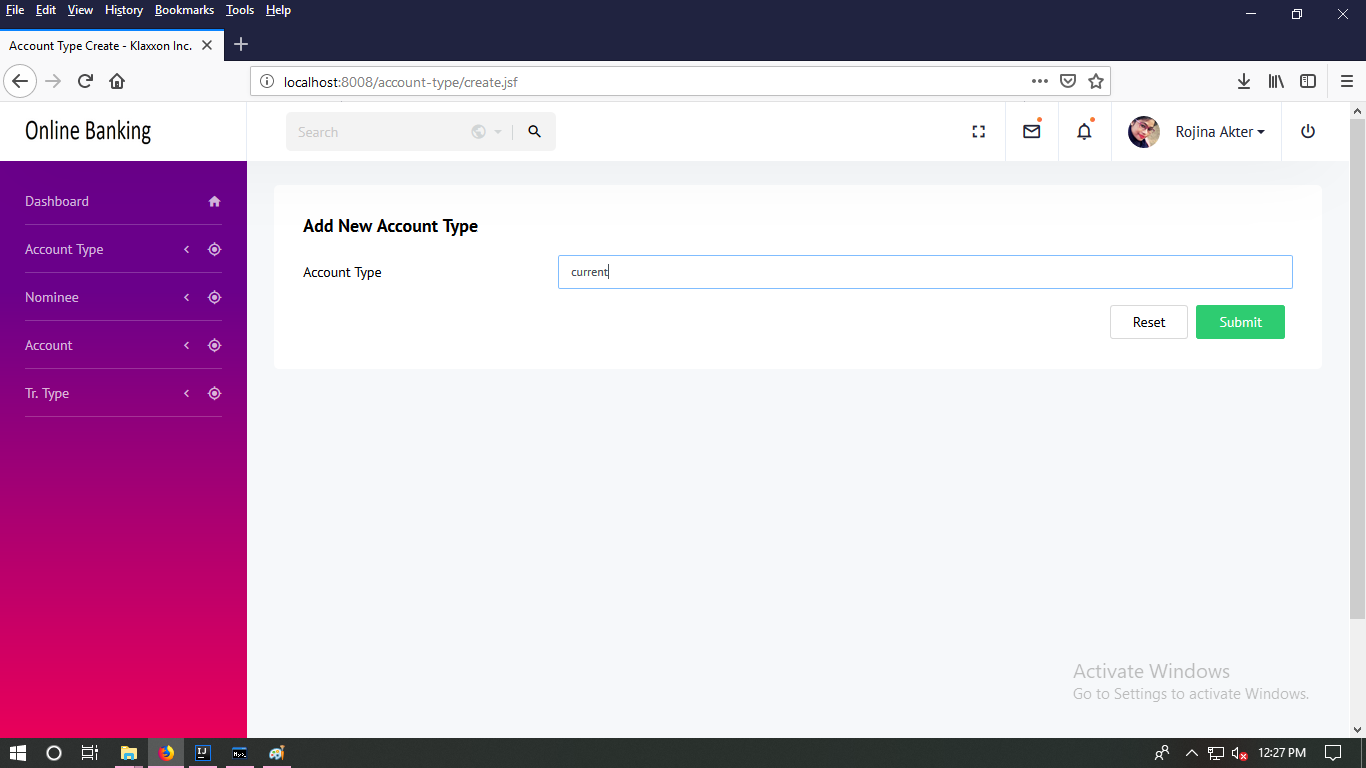 File Edit View History Bookmarks Tools Help
Account Type Create - Klaxxon Inc.
localhost:8008/account-type/create.jsf
Online Banking
Search
Rojina Akter
Dashboard
Account Type
Nominee
Account
Tr. Type
Add New Account Type
Account Type
current
Reset
Submit
Activate Windows
Go to Settings to activate Windows.
12:27 PM